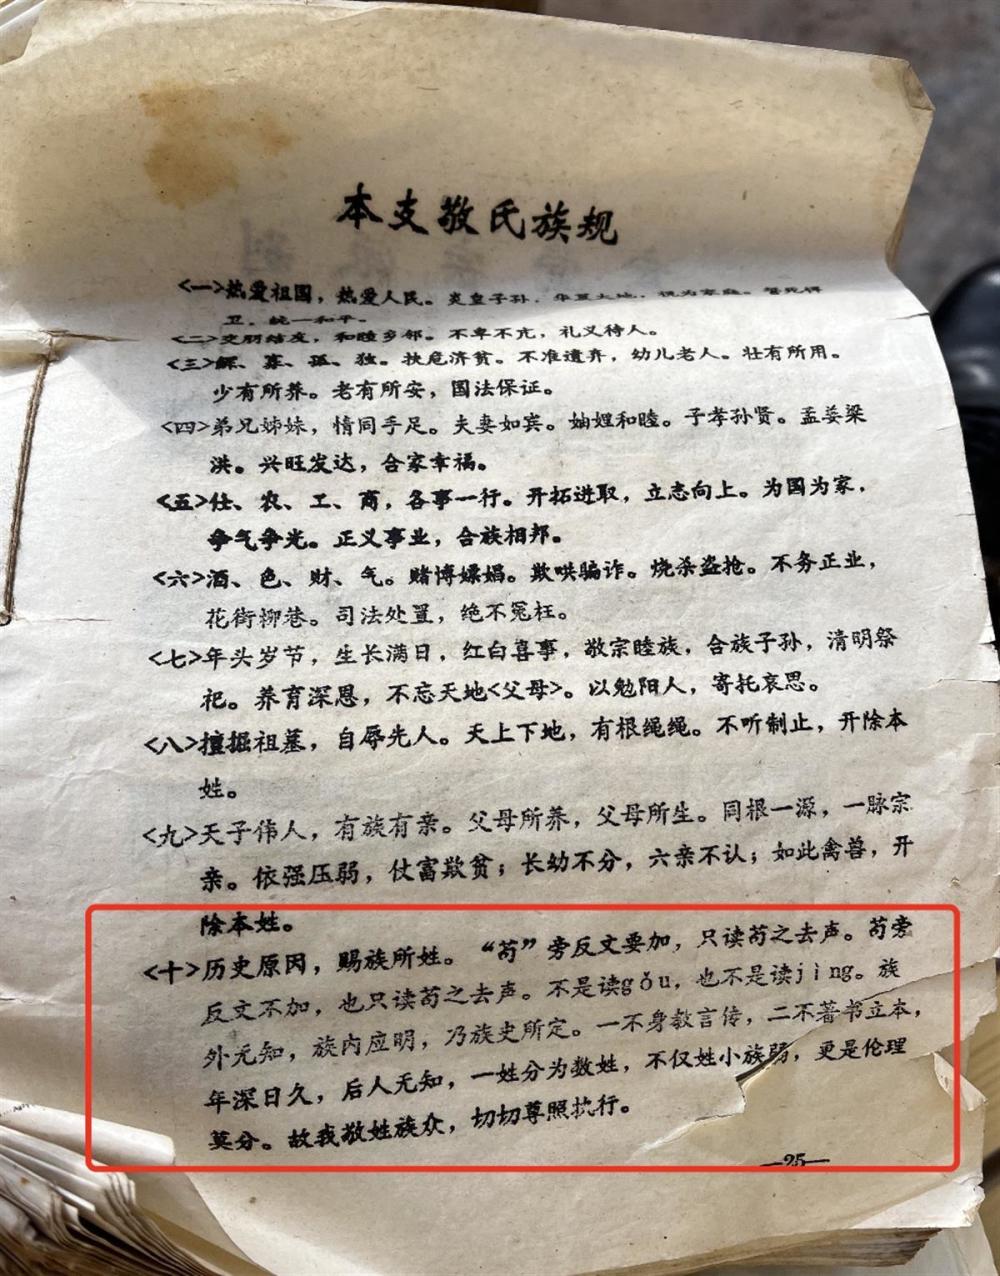 本支敬氏族规
<一>热爱祖国，热爱人民。炎皇子孙，华夏大地，视为家庭。誓死捍
卫，统一和平。
<二>交朋结友，和睦乡邻。不卑不亢，礼义待人。
<三>鳏、寡、孤、独。扶危济贫。不准遗弃，幼儿老人。壮有所用。
少有所养。老有所安，国法保证。
<四>弟兄姊妹，情同手足。夫妻如宾。妯娌和睦。子孝孙贤。孟姜梁
洪。兴旺发达，合家幸福。
<五>仕、农、工、商，各事一行。开拓进取，立志向上。为国为家，
争气争光。正义事业，合族相邦。
<六>酒、色、财、气。赌博嫖娼。欺哄骗诈。烧杀盗抢。不务正业，
花街柳巷。司法处置，绝不冤枉。
<七>年头岁节，生长满日，红白喜事，敬宗睦族，合族子孙，清明祭
祀。养育深恩，不忘天地<父母>。以勉阳人，寄托哀思。
<八>擅掘祖墓，自辱先人。天上下地，有根绳绳。不听制止，开除本
姓。
<九>天子伟人，有族有亲。父母所养，父母所生。同根一源，一脉宗
亲。依强压弱，仗富欺贫；长幼不分，六亲不认；如此禽兽，开
除本姓。
<十>历史原因，赐族所姓。“苟”旁反文要加，只读苟之去声。苟旁
反文不加，也只读苟之去声。不是读gǒu，也不是读jìng。族
外无知，族内应明，乃族史所定。一不身教言传，二不著书立本，
年深日久，后人无知，一姓分为数姓，不仅姓小族弱，更是伦理
莫分。故我敬姓族众，切切尊照执行。
—25—